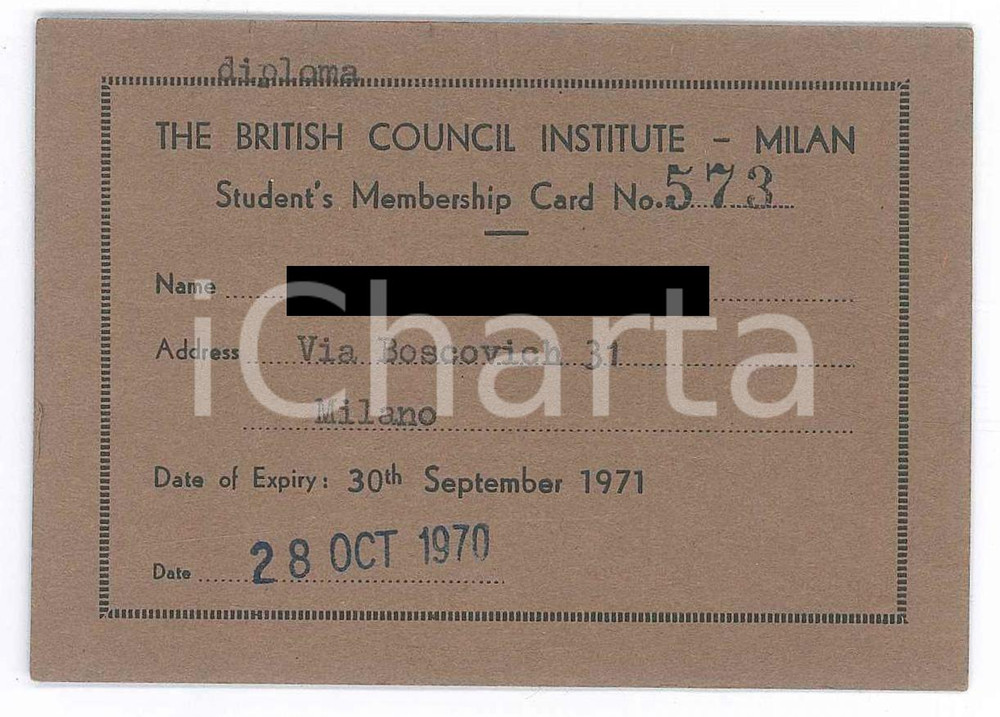 diploma
THE BRITISH COUNCIL INSTITUTE – MILAN
Student's Membership Card No. 573
Name
Address Via Boscovich 31
Milano
Date of Expiry: 30th September 1971
Date 28 OCT 1970
iCharta